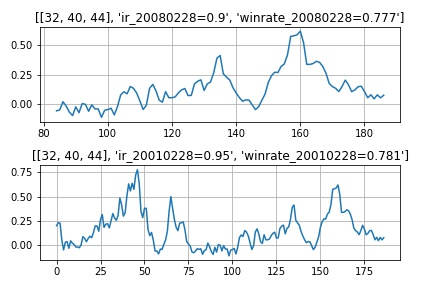 [[32, 40, 44], 'ir_20080228=0.9', 'winrate_20080228=0.777']
0.50
0.25
0.00
80 100 120 140 160 180
[[32, 40, 44], 'ir_20010228=0.95', 'winrate_20010228=0.781']
0.75
0.50
0.25
0.00
0 25 50 75 100 125 150 175